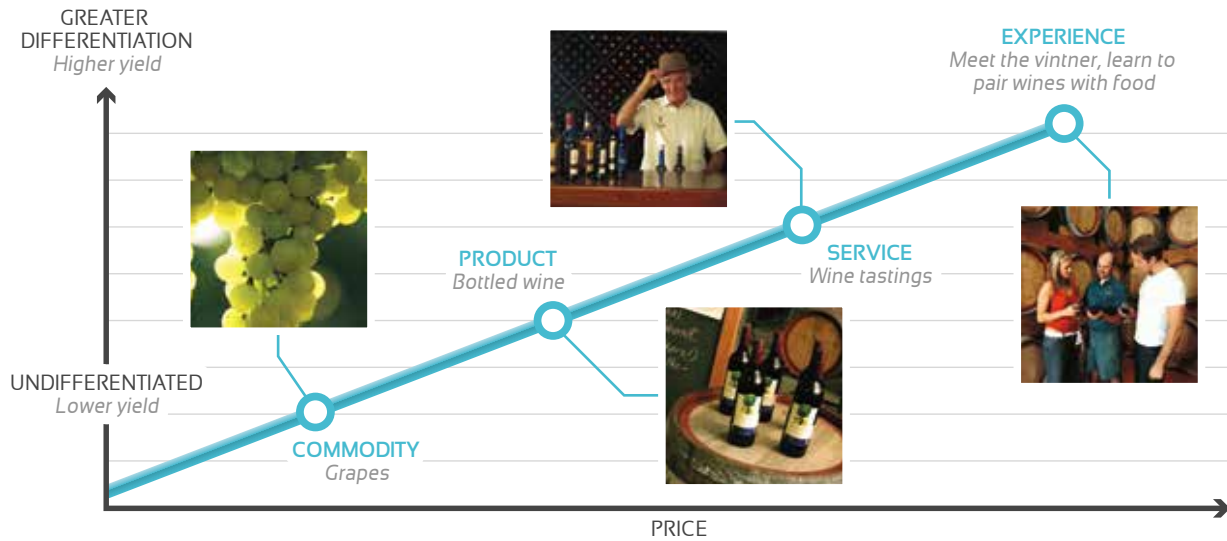 GREATER
DIFFERENTIATION
Higher yield
EXPERIENCE
Meet the vintner, learn to
pair wines with food
PRODUCT
Bottled wine
SERVICE
Wine tastings
UNDIFFERENTIATED
Lower yield
COMMODITY
Grapes
PRICE